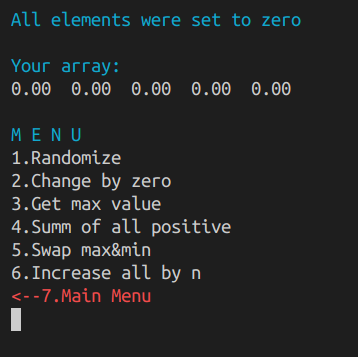 All elements were set to zero
Your array:
0.00 0.00 0.00 0.00 0.00
M E N U
1.Randomize
2.Change by zero
3.Get max value
4.Summ of all positive
5.Swap max&min
6.Increase all by n
<--7.Main Menu